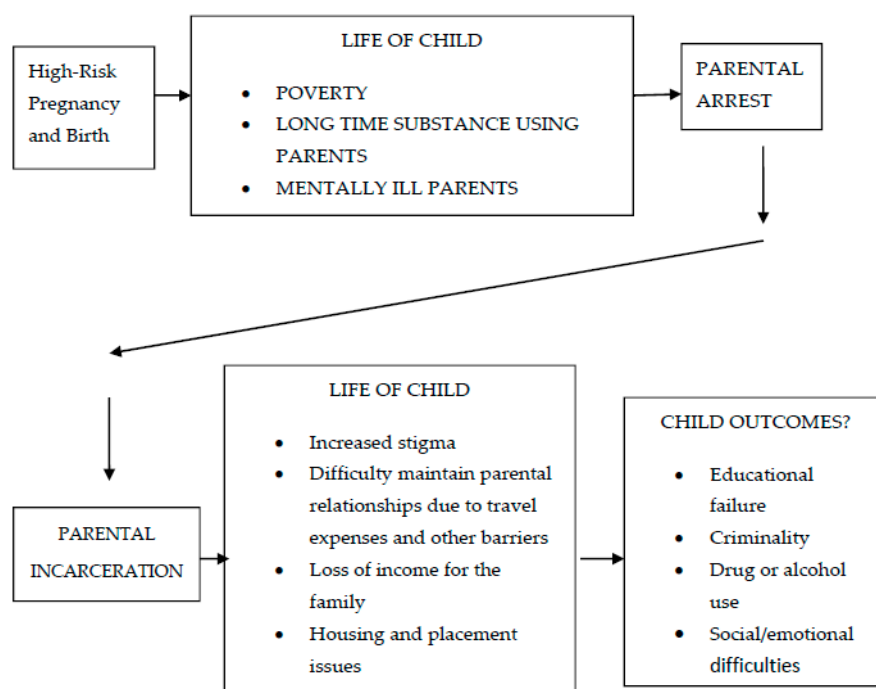 High-Risk
Pregnancy
and Birth
LIFE OF CHILD
• POVERTY
• LONG TIME SUBSTANCE USING
PARENTS
• MENTALLY ILL PARENTS
PARENTAL
ARREST
PARENTAL
INCARCERATION
LIFE OF CHILD
• Increased stigma
• Difficulty maintain parental
relationships due to travel
expenses and other barriers
• Loss of income for the
family
• Housing and placement
issues
CHILD OUTCOMES?
• Educational
failure
• Criminality
• Drug or alcohol
use
• Social/emotional
difficulties